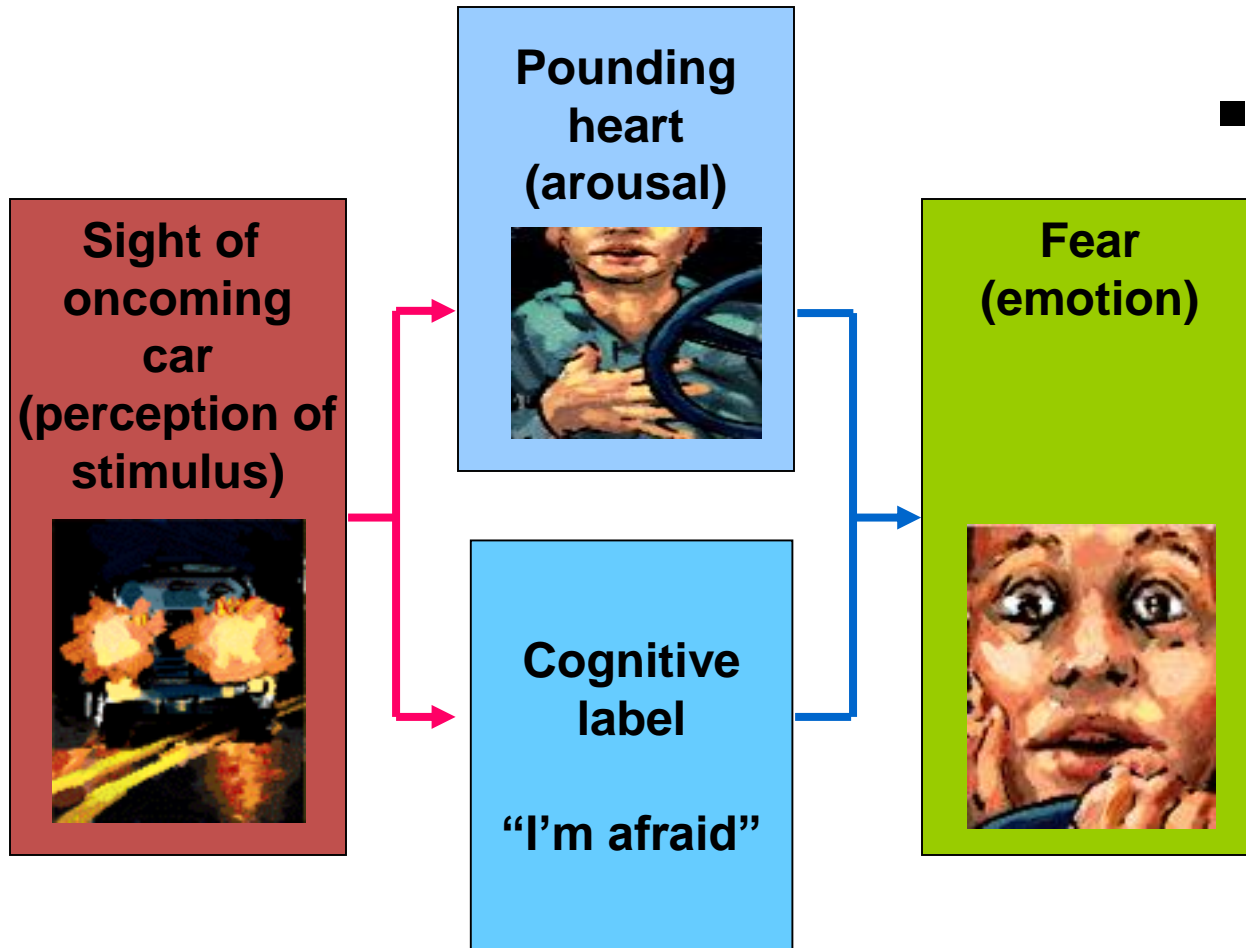 Sight of
oncoming
car
(perception of
stimulus)
Pounding
heart
(arousal)
Cognitive
label
“I’m afraid”
Fear
(emotion)